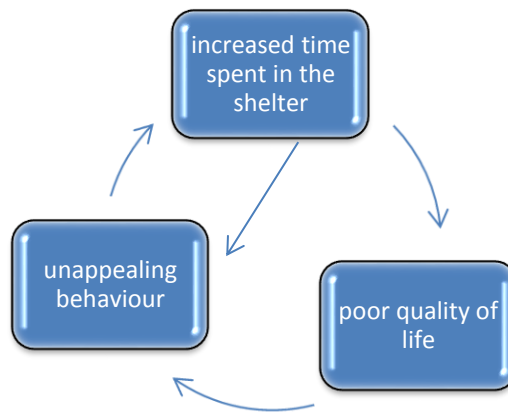 increased time
spent in the
shelter
unappealing
behaviour
poor quality of
life